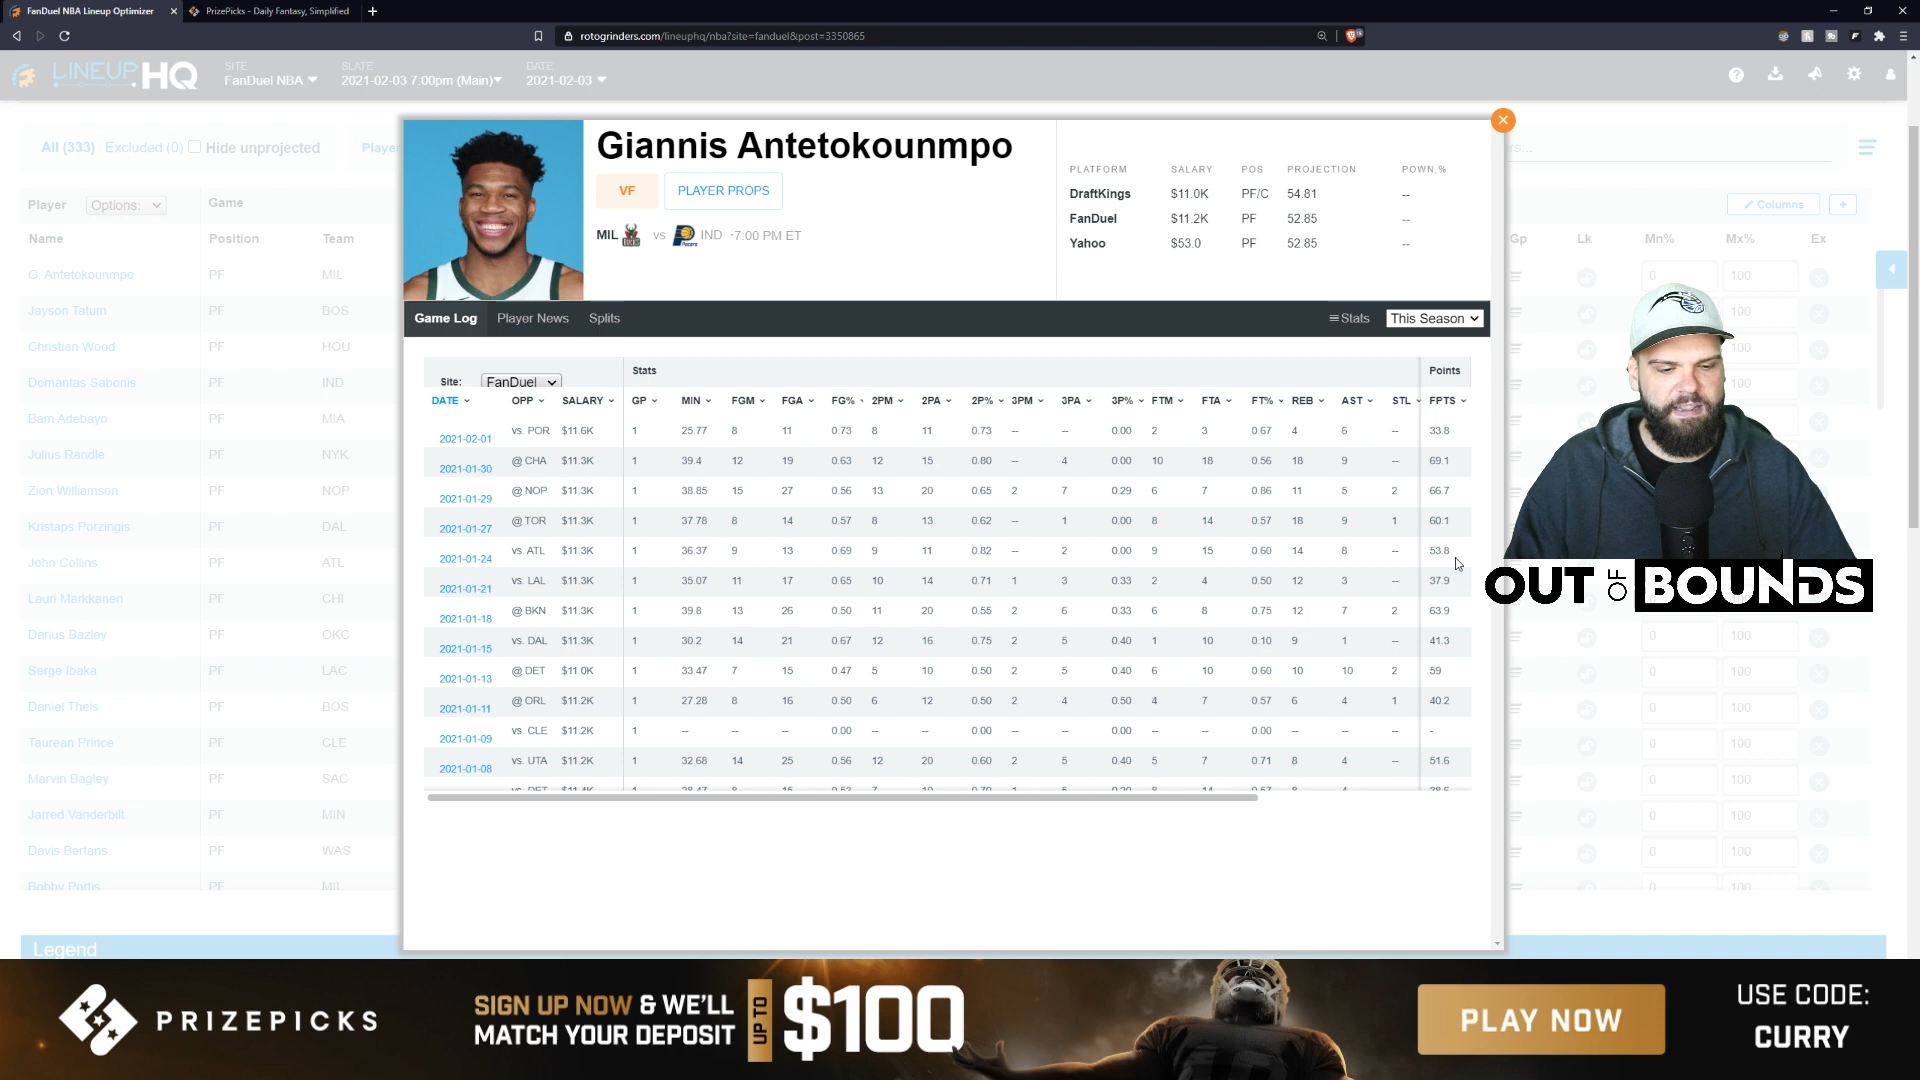 FanDuel NBA Lineup Optimizer
PrizePicks - Daily Fantasy, Simplified
rotogrinders.com/lineuphq/nba?site=fanduel&post=3350865
LINEUP.HQ
SITE SLATE DATE
FanDuel NBA 2021-02-03 7:00pm (Main) 2021-02-03
All (333) Excluded (0) Hide unprojected
Player Options: Game
Name Position Team
G. Antetokounmpo PF MIL
Jayson Tatum PF BOS
Christian Wood PF HOU
Domantas Sabonis PF IND
Bam Adebayo PF MIA
Julius Randle PF NYK
Zion Williamson PF NOP
Kristaps Porzingis PF DAL
John Collins PF ATL
Lauri Markkanen PF CHI
Darius Bazley PF OKC
Serge Ibaka PF LAC
Daniel Theis PF BOS
Taurean Prince PF CLE
Marvin Bagley PF SAC
Jarred Vanderbilt PF MIN
Davis Bertans PF WAS
Bobby Portis PF MIL
Legend
Giannis Antetokounmpo
VF PLAYER PROPS
MIL vs IND -7:00 PM ET
PLATFORM SALARY POS PROJECTION POWN,%
DraftKings $11.0K PF/C 54.81 --
FanDuel $11.2K PF 52.85 --
Yahoo $53.0 PF 52.85 --
Game Log Player News Splits Stats This Season
Site: FanDuel Stats Points
DATE OPP SALARY GP MIN FGM FGA FG% 2PM 2PA 2P% 3PM 3PA 3P% FTM FTA FT% REB AST STL FPTS
2021-02-01 vs. POR $11.6K 1 25.77 8 11 0.73 8 11 0.73 -- -- 0.00 2 3 0.67 4 6 -- 33.8
2021-01-30 @ CHA $11.3K 1 39.4 12 19 0.63 12 15 0.80 -- 4 0.00 10 18 0.56 18 9 -- 69.1
2021-01-29 @ NOP $11.3K 1 38.85 15 27 0.56 13 20 0.65 2 7 0.29 6 7 0.86 11 5 2 66.7
2021-01-27 @ TOR $11.3K 1 37.78 8 14 0.57 8 13 0.62 -- 1 0.00 8 14 0.57 18 9 1 60.1
2021-01-24 vs. ATL $11.3K 1 36.37 9 13 0.69 9 11 0.82 -- 2 0.00 9 15 0.60 14 8 -- 53.8
2021-01-21 vs. LAL $11.3K 1 35.07 11 17 0.65 10 14 0.71 1 3 0.33 2 4 0.50 12 3 -- 37.9
2021-01-18 @ BKN $11.3K 1 39.8 13 26 0.50 11 20 0.55 2 6 0.33 6 8 0.75 12 7 2 63.9
2021-01-15 vs. DAL $11.3K 1 30.2 14 21 0.67 12 16 0.75 2 5 0.40 1 10 0.10 9 1 -- 41.3
2021-01-13 @ DET $11.0K 1 33.47 7 15 0.47 5 10 0.50 2 5 0.40 6 10 0.60 10 10 2 59
2021-01-11 @ ORL $11.2K 1 27.28 8 16 0.50 6 12 0.50 2 4 0.50 4 7 0.57 6 4 1 40.2
2021-01-09 vs. CLE $11.2K 1 -- -- -- 0.00 -- -- 0.00 -- -- 0.00 -- -- 0.00 -- -- -- -
2021-01-08 vs. UTA $11.2K 1 32.68 14 25 0.56 12 20 0.60 2 5 0.40 5 7 0.71 8 4 -- 51.6
Columns +
Gp Lk Mn% Mx% Ex
0 100
100
100
100
0 100
0 100
0 100
0 100
0 100
0 100
0 100
0 100
OUT OF BOUNDS
PRIZEPICKS
SIGN UP NOW & WE'LL
MATCH YOUR DEPOSIT
UP TO
$100
PLAY NOW
USE CODE:
CURRY